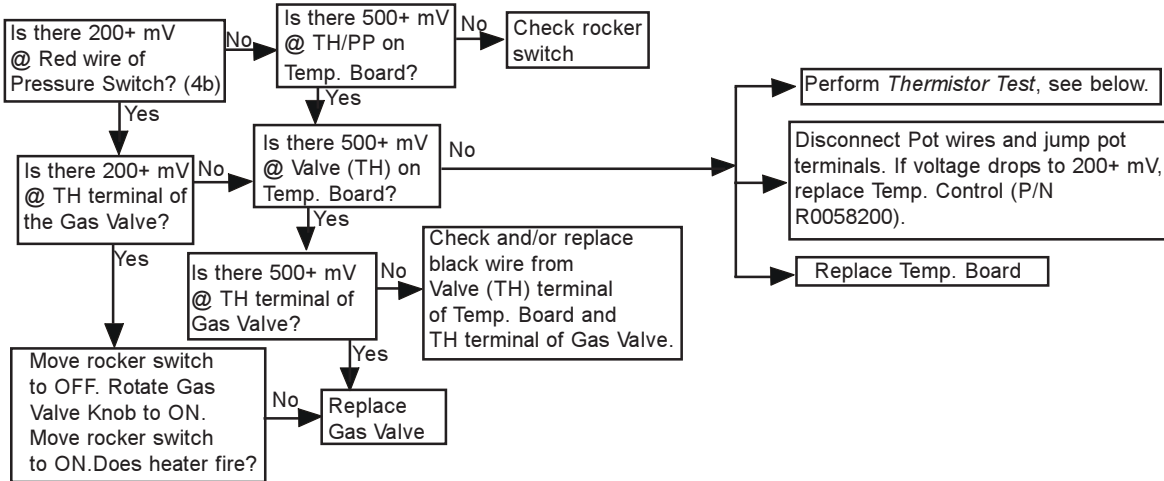 Is there 200+ mV
@ Red wire of
Pressure Switch? (4b)
No
Is there 500+ mV
@ TH/PP on
Temp. Board?
No
Check rocker
switch
Yes
Yes
Is there 200+ mV
@ TH terminal of
the Gas Valve?
No
Is there 500+ mV
@ Valve (TH) on
Temp. Board?
No
Perform Thermistor Test, see below.
Disconnect Pot wires and jump pot
terminals. If voltage drops to 200+ mV,
replace Temp. Control (P/N
R0058200).
Replace Temp. Board
Yes
Yes
Is there 500+ mV
@ TH terminal of
Gas Valve?
No
Check and/or replace
black wire from
Valve (TH) terminal
of Temp. Board and
TH terminal of Gas Valve.
Yes
Move rocker switch
to OFF. Rotate Gas
Valve Knob to ON.
Move rocker switch
to ON.Does heater fire?
No
Replace
Gas Valve